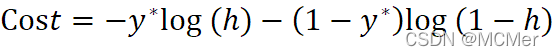 Cost = −y*log (h) − (1 − y*)log (1 − h)
CSDN @MCMer